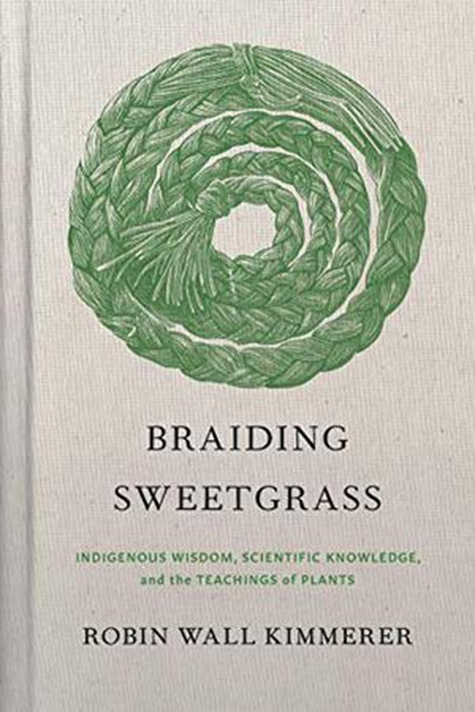 BRAIDING
SWEETGRASS
INDIGENOUS WISDOM, SCIENTIFIC KNOWLEDGE,
and the TEACHINGS of PLANTS
ROBIN WALL KIMMERER